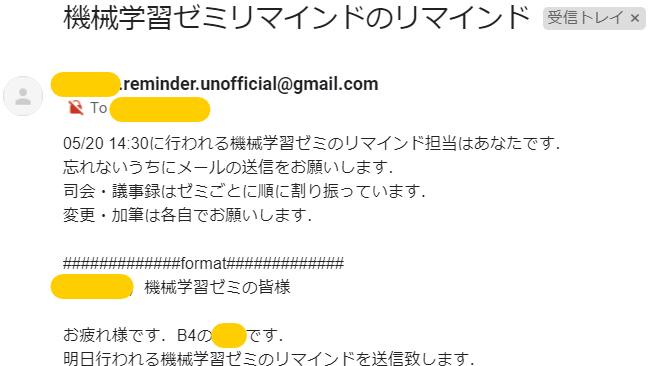 機械学習ゼミリマインドのリマインド 受信トレイ ×
.reminder.unofficial@gmail.com
To
05/20 14:30に行われる機械学習ゼミのリマインド担当はあなたです．
忘れないうちにメールの送信をお願いします．
司会・議事録はゼミごとに順に割り振っています．
変更・加筆は各自でお願いします．
#############format#############
，機械学習ゼミの皆様
お疲れ様です．B4のです．
明日行われる機械学習ゼミのリマインドを送信致します．